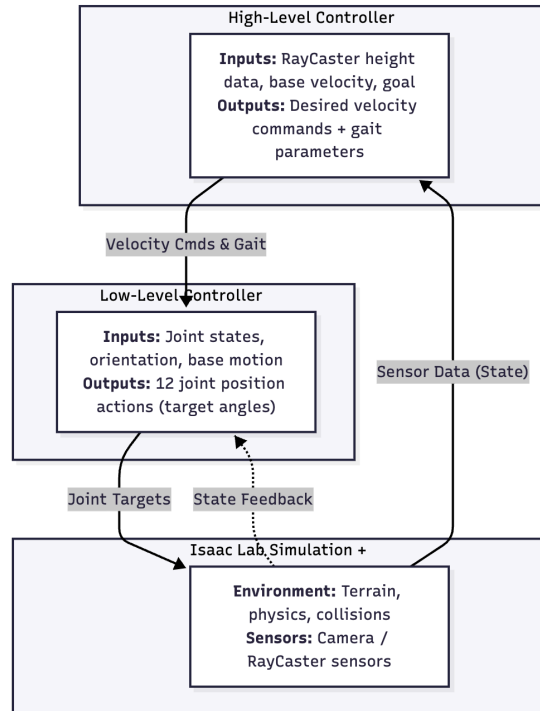 High-Level Controller
Inputs: RayCaster height
data, base velocity, goal
Outputs: Desired velocity
commands + gait
parameters
Velocity Cmds & Gait
Low-Level Controller
Inputs: Joint states,
orientation, base motion
Outputs: 12 joint position
actions (target angles)
Sensor Data (State)
Joint Targets
State Feedback
Isaac Lab Simulation +
Environment: Terrain,
physics, collisions
Sensors: Camera /
RayCaster sensors